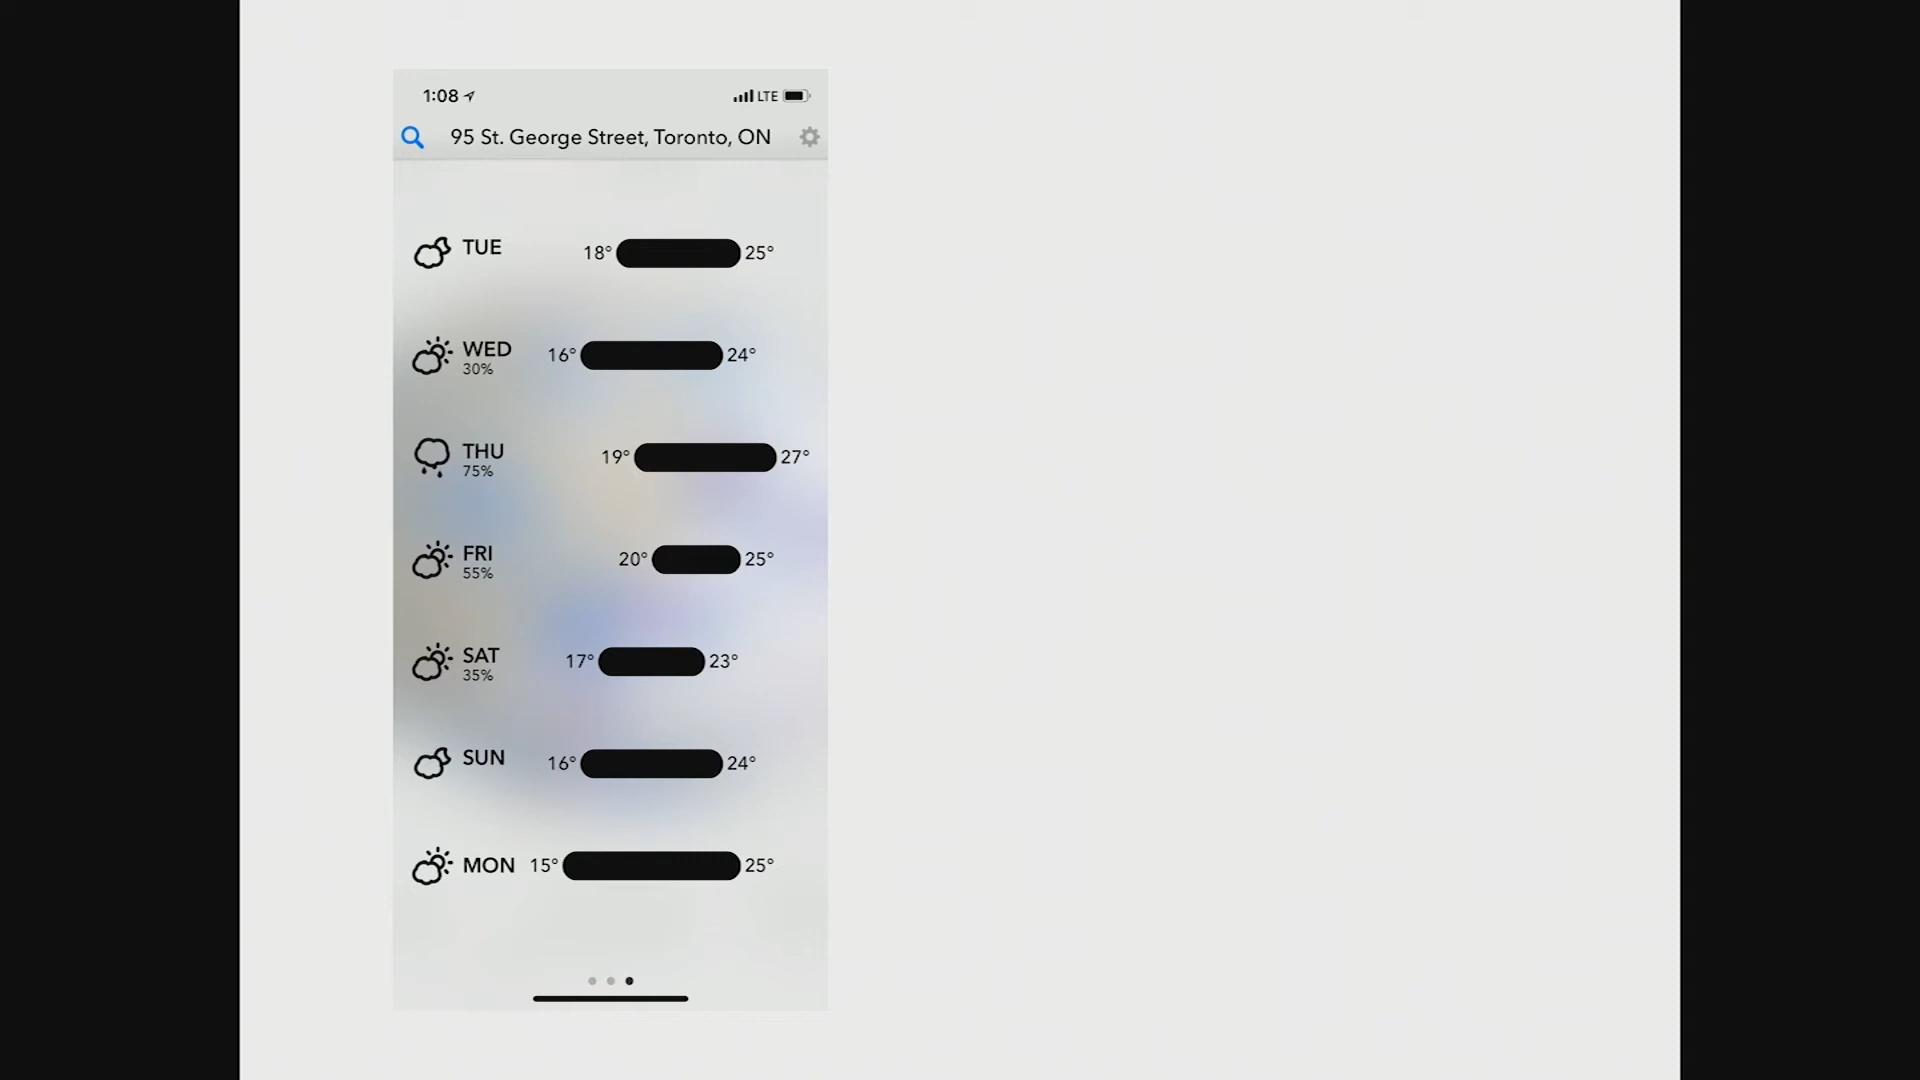 1:08 LTE
95 St. George Street, Toronto, ON
TUE 18° 25°
WED 16° 24°
30%
THU 19° 27°
75%
FRI 20° 25°
55%
SAT 17° 23°
35%
SUN 16° 24°
MON 15° 25°